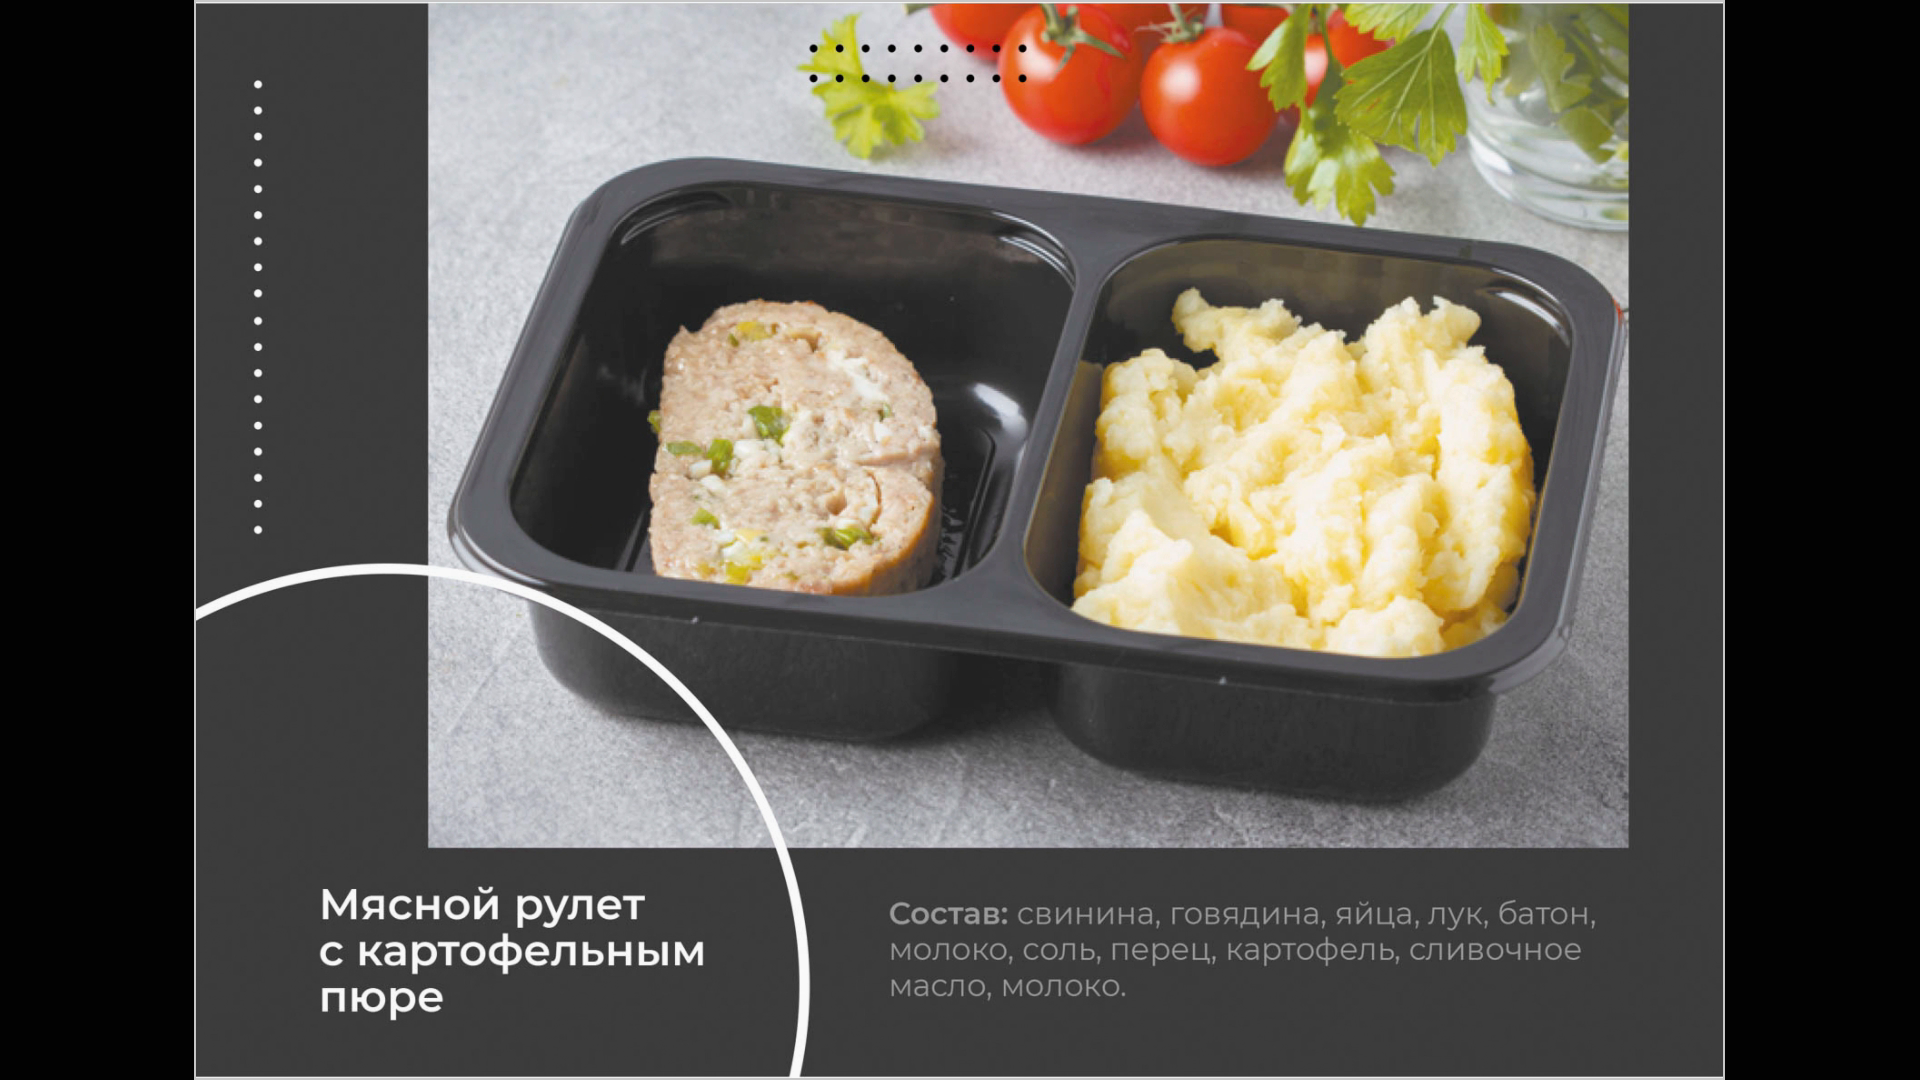 Мясной рулет
с картофельным
пюре
Состав: свинина, говядина, яйца, лук, батон,
молоко, соль, перец, картофель, сливочное
масло, молоко.